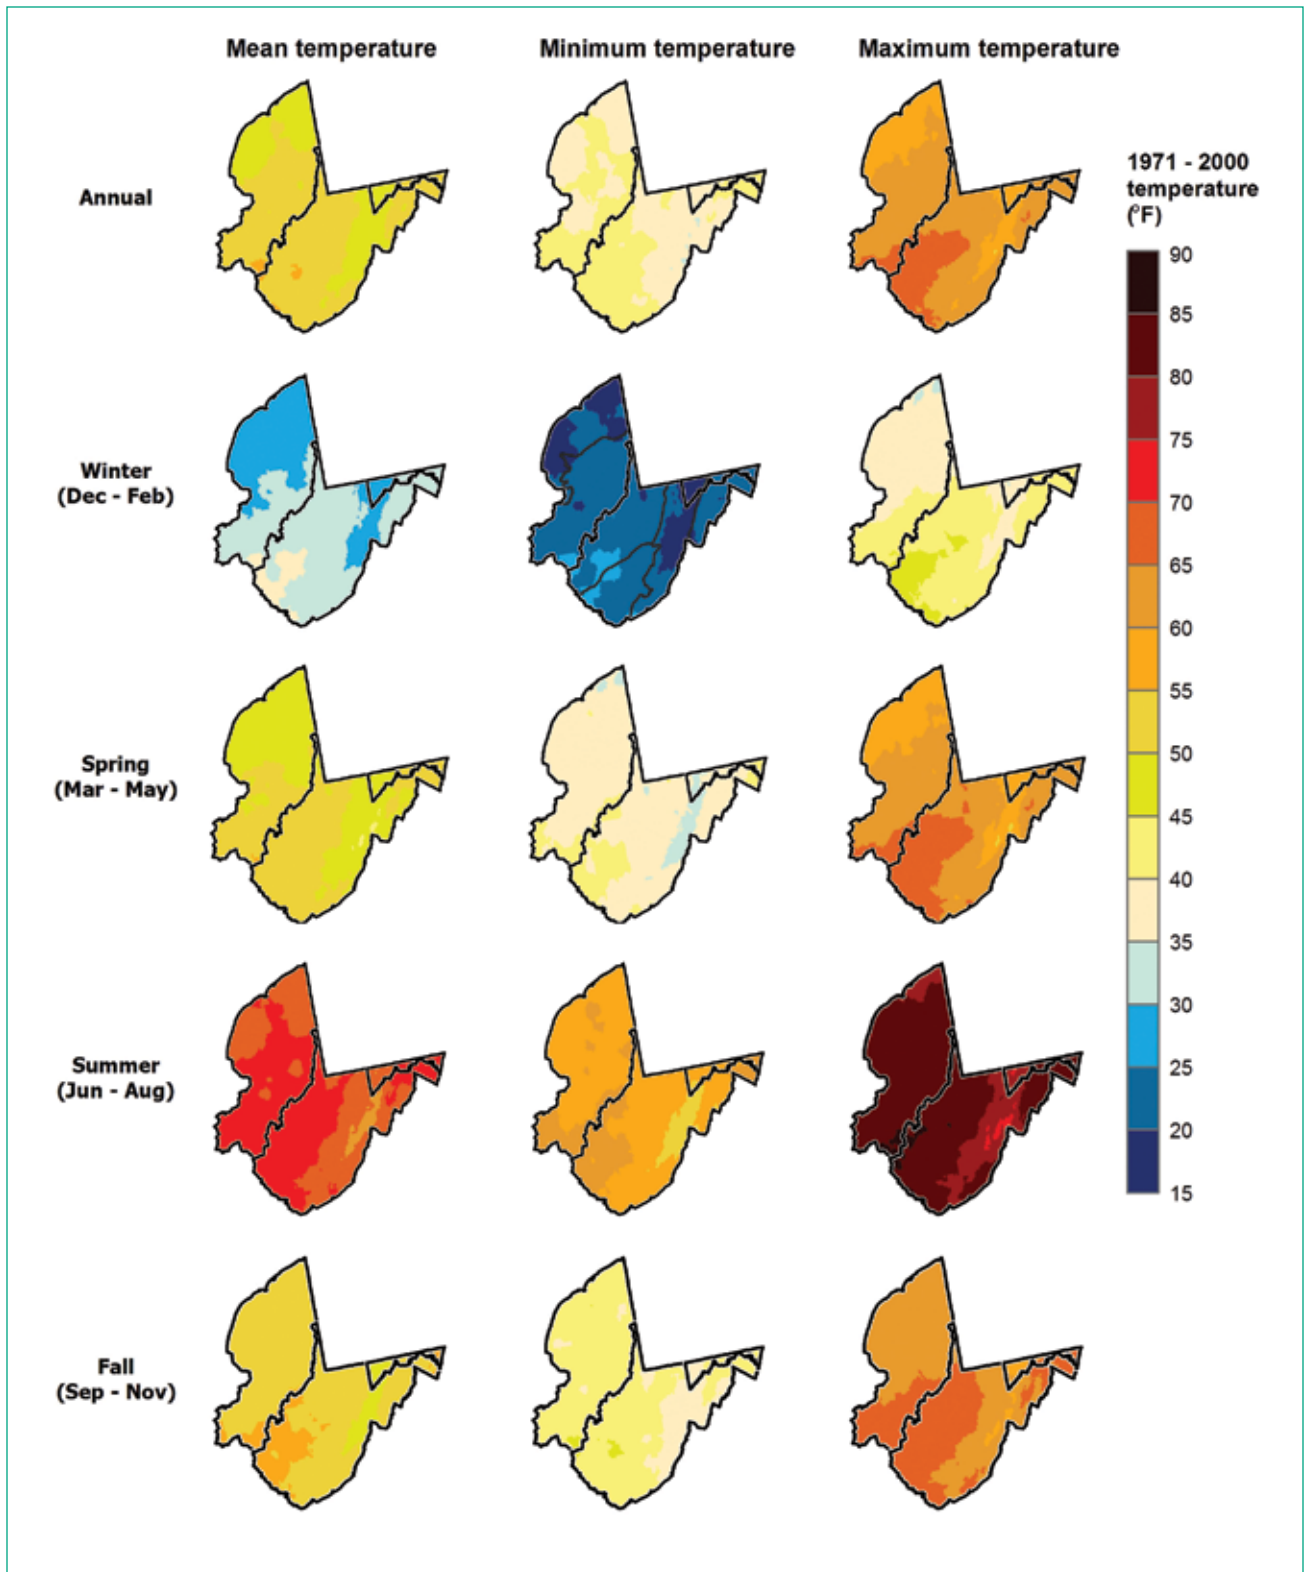 Mean temperature
Minimum temperature
Maximum temperature
Annual
Winter
(Dec - Feb)
Spring
(Mar - May)
Summer
(Jun - Aug)
Fall
(Sep - Nov)
1971 - 2000
temperature
(°F)
90
85
80
75
70
65
60
55
50
45
40
35
30
25
20
15